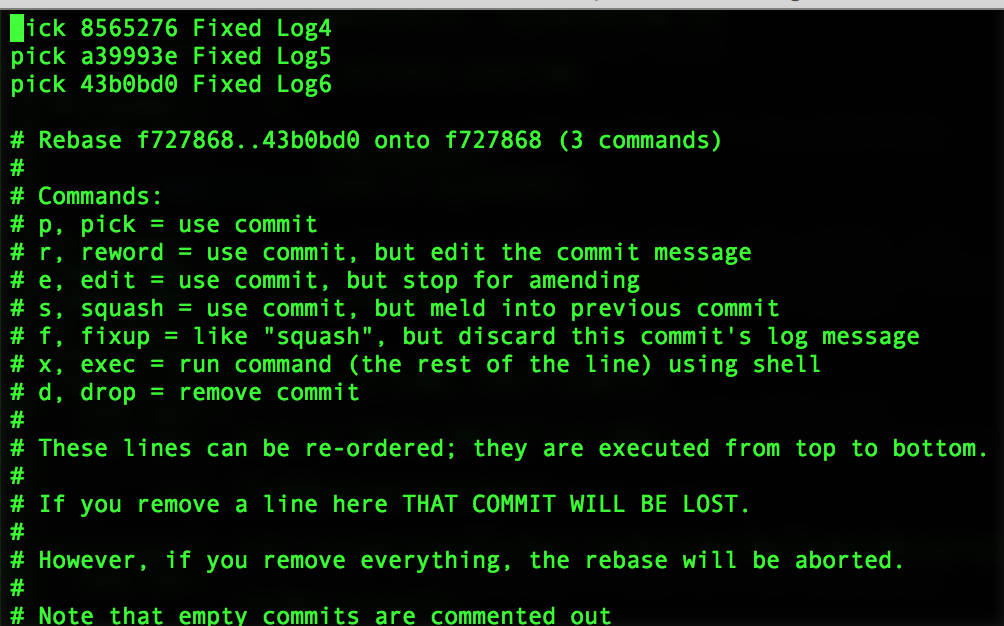 pick 8565276 Fixed Log4
pick a39993e Fixed Log5
pick 43b0bd0 Fixed Log6
# Rebase f727868..43b0bd0 onto f727868 (3 commands)
#
# Commands:
# p, pick = use commit
# r, reword = use commit, but edit the commit message
# e, edit = use commit, but stop for amending
# s, squash = use commit, but meld into previous commit
# f, fixup = like "squash", but discard this commit's log message
# x, exec = run command (the rest of the line) using shell
# d, drop = remove commit
#
# These lines can be re-ordered; they are executed from top to bottom.
#
# If you remove a line here THAT COMMIT WILL BE LOST.
#
# However, if you remove everything, the rebase will be aborted.
#
# Note that empty commits are commented out